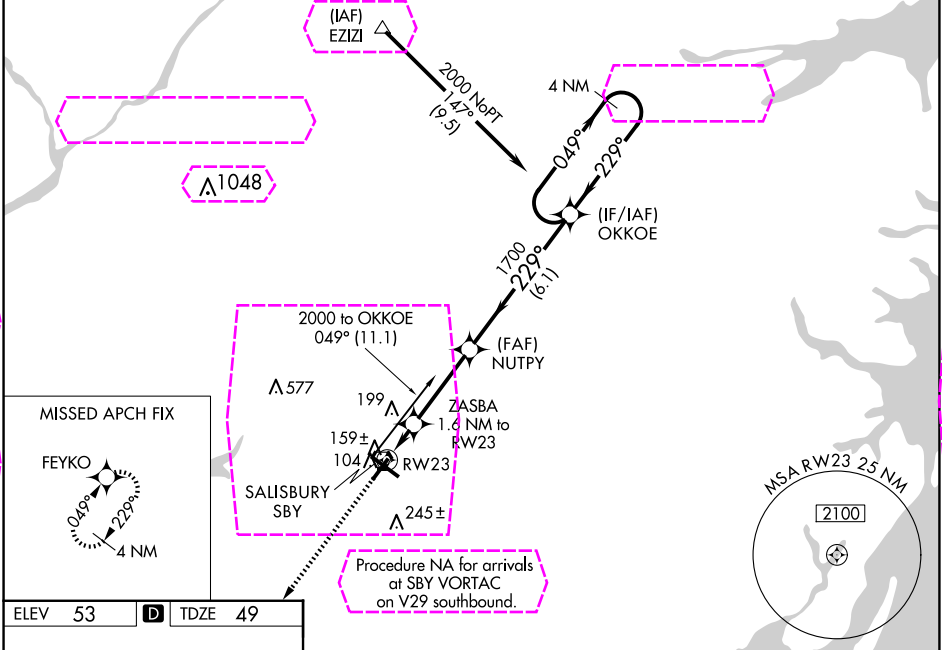 (IAF)
EZIZI
2000 NoPT
147°
(9.5)
4 NM
049°
229°
1048
(IF/IAF)
OKKOE
1700
229°
(6.1)
2000 to OKKOE
049° (11.1)
(FAF)
NUTPY
577
199
ZASBA
1.6 NM to
RW23
159±
104
RW23
SALISBURY
SBY
245±
MISSED APCH FIX
FEYKO
049°
229°
4 NM
MSA RW23 25 NM
2100
Procedure NA for arrivals
at SBY VORTAC
on V29 southbound.
ELEV 53 D TDZE 49